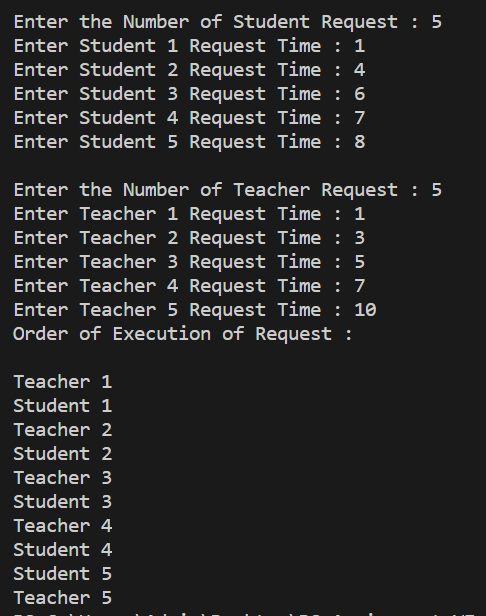 Enter the Number of Student Request : 5
Enter Student 1 Request Time : 1
Enter Student 2 Request Time : 4
Enter Student 3 Request Time : 6
Enter Student 4 Request Time : 7
Enter Student 5 Request Time : 8
Enter the Number of Teacher Request : 5
Enter Teacher 1 Request Time : 1
Enter Teacher 2 Request Time : 3
Enter Teacher 3 Request Time : 5
Enter Teacher 4 Request Time : 7
Enter Teacher 5 Request Time : 10
Order of Execution of Request :
Teacher 1
Student 1
Teacher 2
Student 2
Teacher 3
Student 3
Teacher 4
Student 4
Student 5
Teacher 5